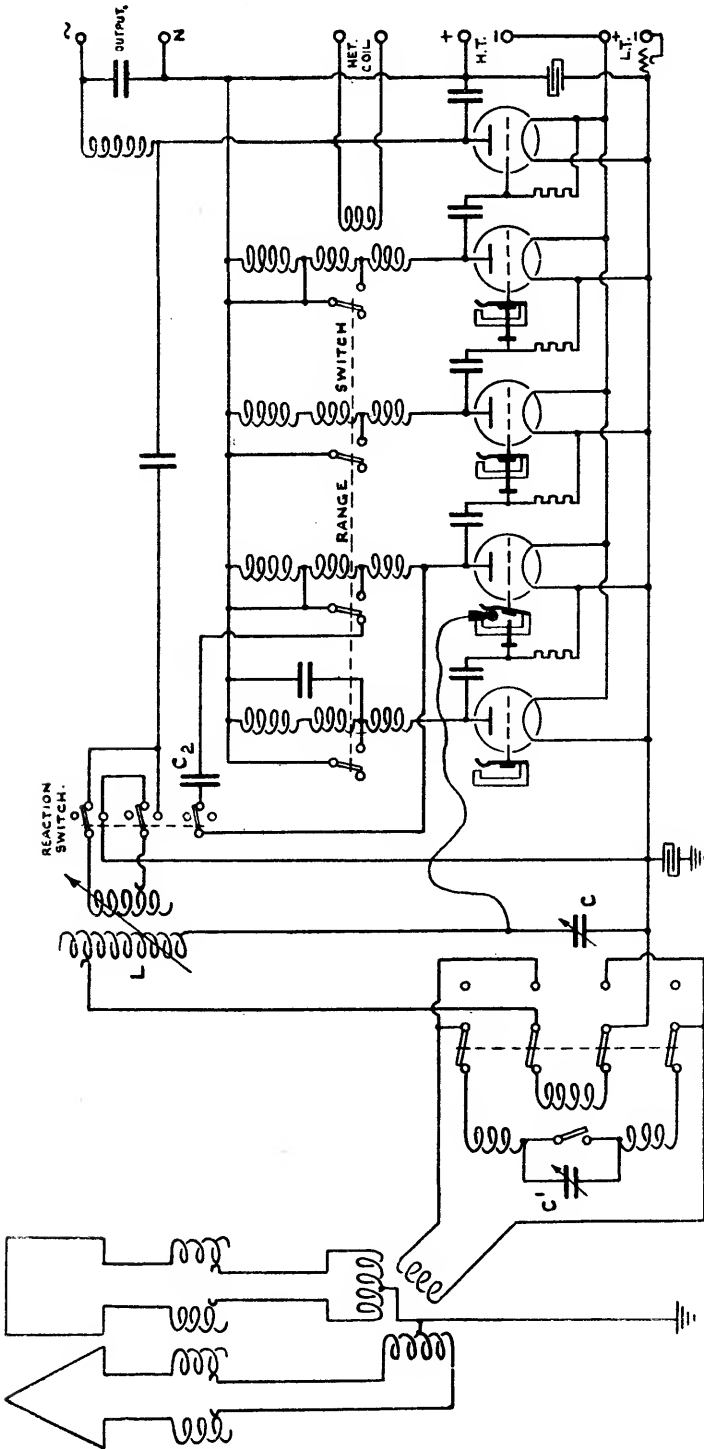 REACTION
SWITCH.
L
C₂
C
C'
RANGE SWITCH
~
OUTPUT.
N
HET.
COIL
+
H.T.
−
+
L.T.
−